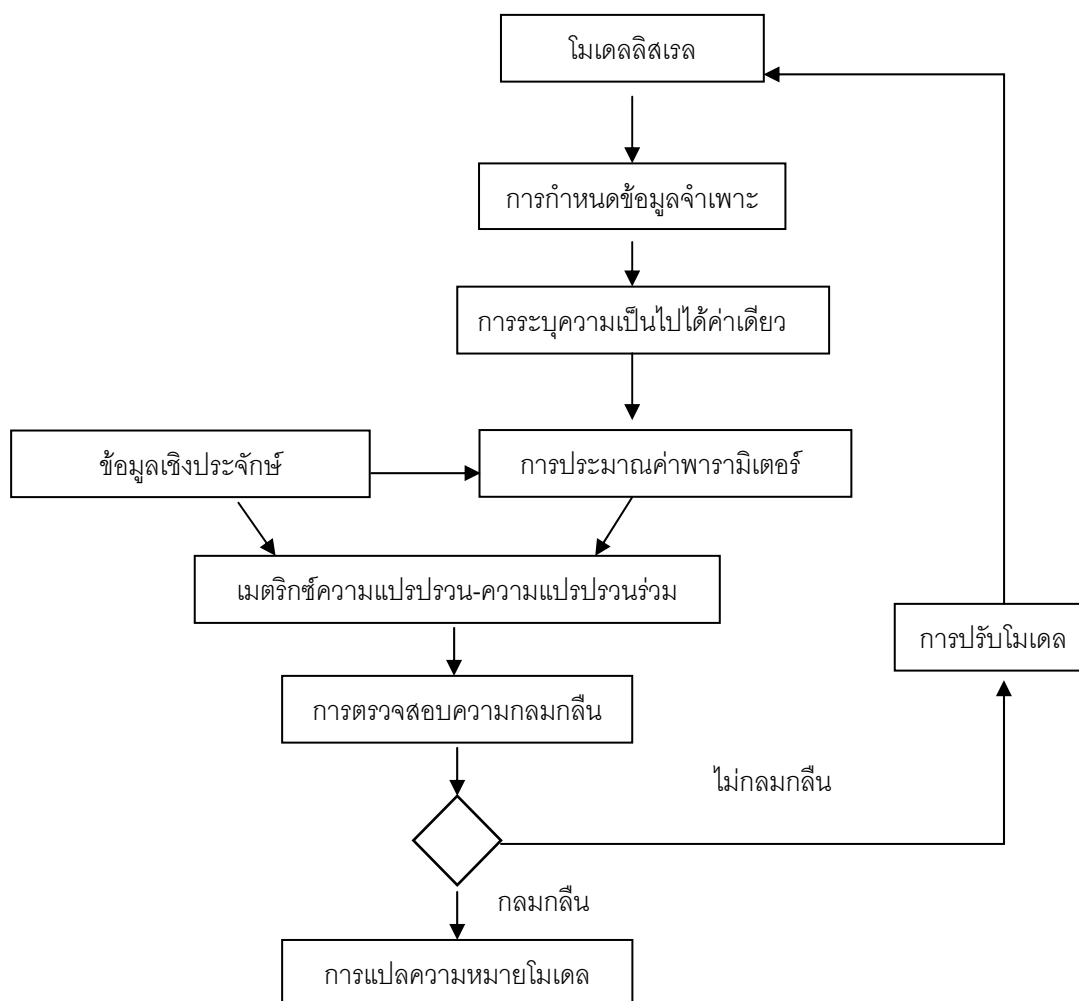 โมเดลลิสเรล
การกำหนดข้อมูลจำเพาะ
การระบุความเป็นไปได้ค่าเดียว
ข้อมูลเชิงประจักษ์
การประมาณค่าพารามิเตอร์
เมตริกซ์ความแปรปรวน-ความแปรปรวนร่วม
การปรับโมเดล
การตรวจสอบความกลมกลืน
ไม่กลมกลืน
กลมกลืน
การแปลความหมายโมเดล